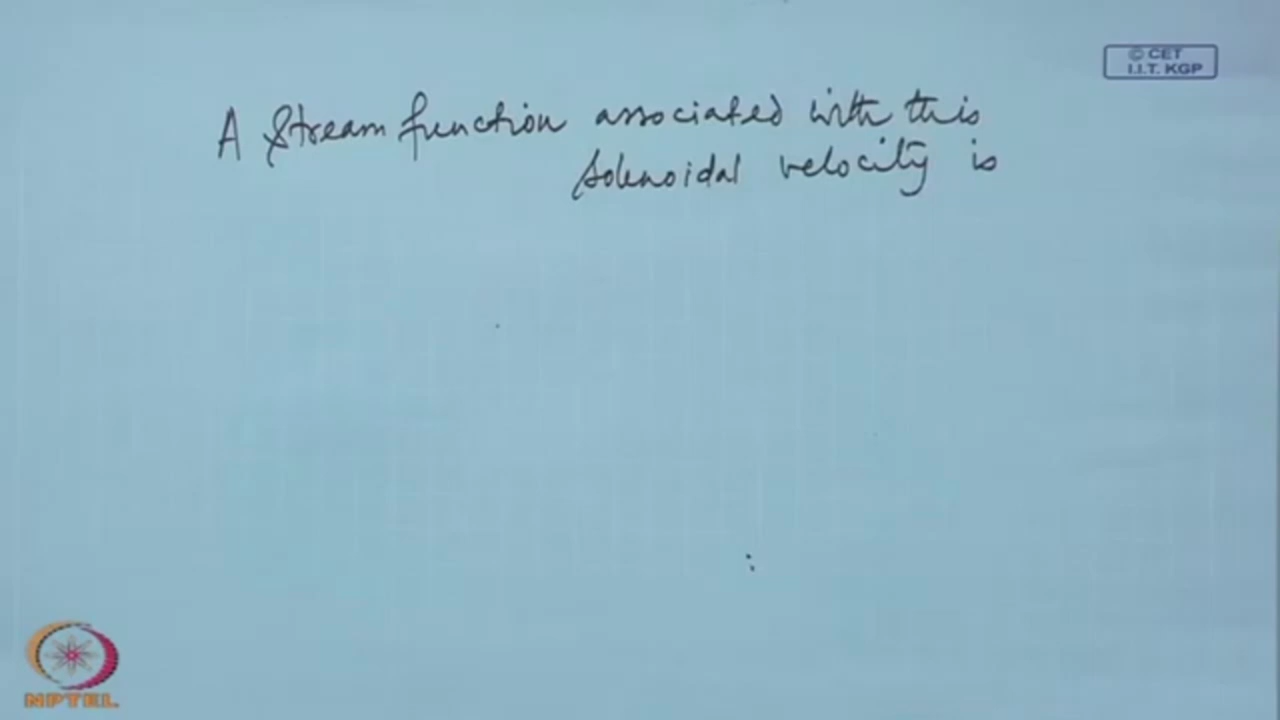 © CET
I.I.T. KGP
A Stream function associated with this
solenoidal velocity is
NPTEL